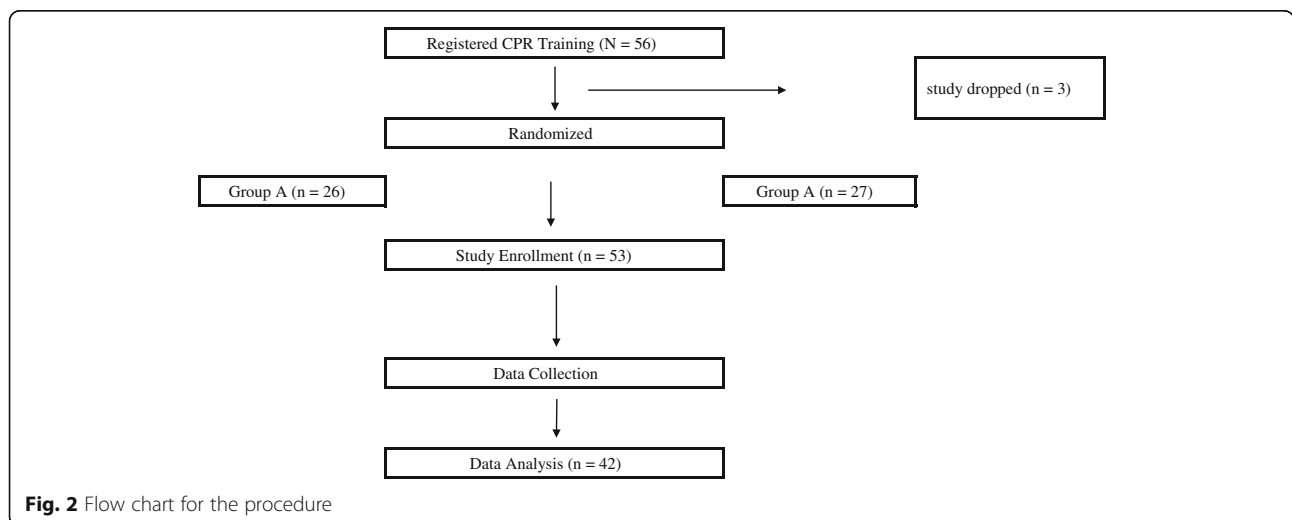 Registered CPR Training (N = 56)
study dropped (n = 3)
Randomized
Group A (n = 26)
Group A (n = 27)
Study Enrollment (n = 53)
Data Collection
Data Analysis (n = 42)
Fig. 2 Flow chart for the procedure